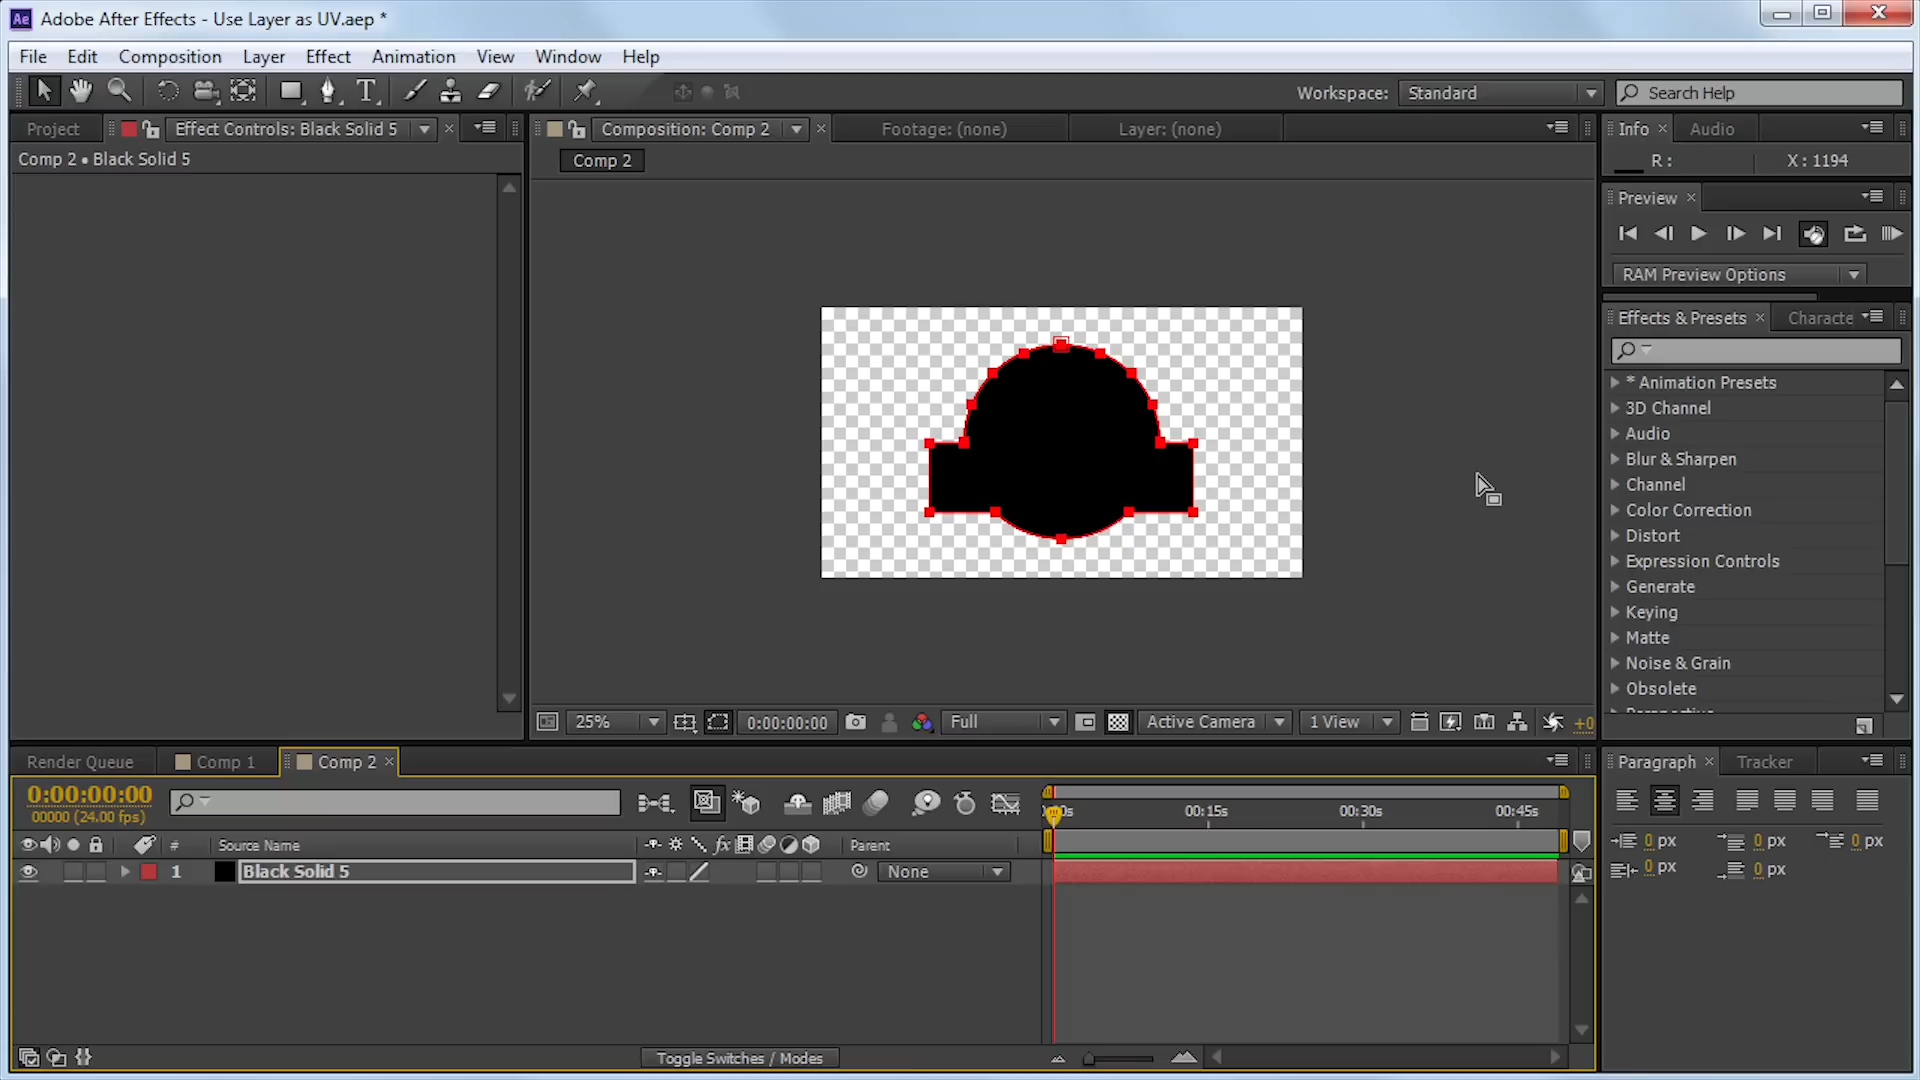 Ae Adobe After Effects - Use Layer as UV.aep *
File Edit Composition Layer Effect Animation View Window Help
Workspace: Standard Search Help
Project Effect Controls: Black Solid 5 Composition: Comp 2 Footage: (none) Layer: (none) Info Audio
Comp 2 • Black Solid 5 Comp 2 R : X : 1194
Preview
RAM Preview Options
Effects & Presets Characte
* Animation Presets
3D Channel
Audio
Blur & Sharpen
Channel
Color Correction
Distort
Expression Controls
Generate
Keying
Matte
Noise & Grain
Obsolete
25% 0:00:00:00 Full Active Camera 1 View +0
Render Queue Comp 1 Comp 2 Paragraph Tracker
0:00:00:00
00000 (24.00 fps)
0s 00:15s 00:30s 00:45s
# Source Name fx Parent 0 px 0 px 0 px
1 Black Solid 5 None 0 px 0 px
Toggle Switches / Modes